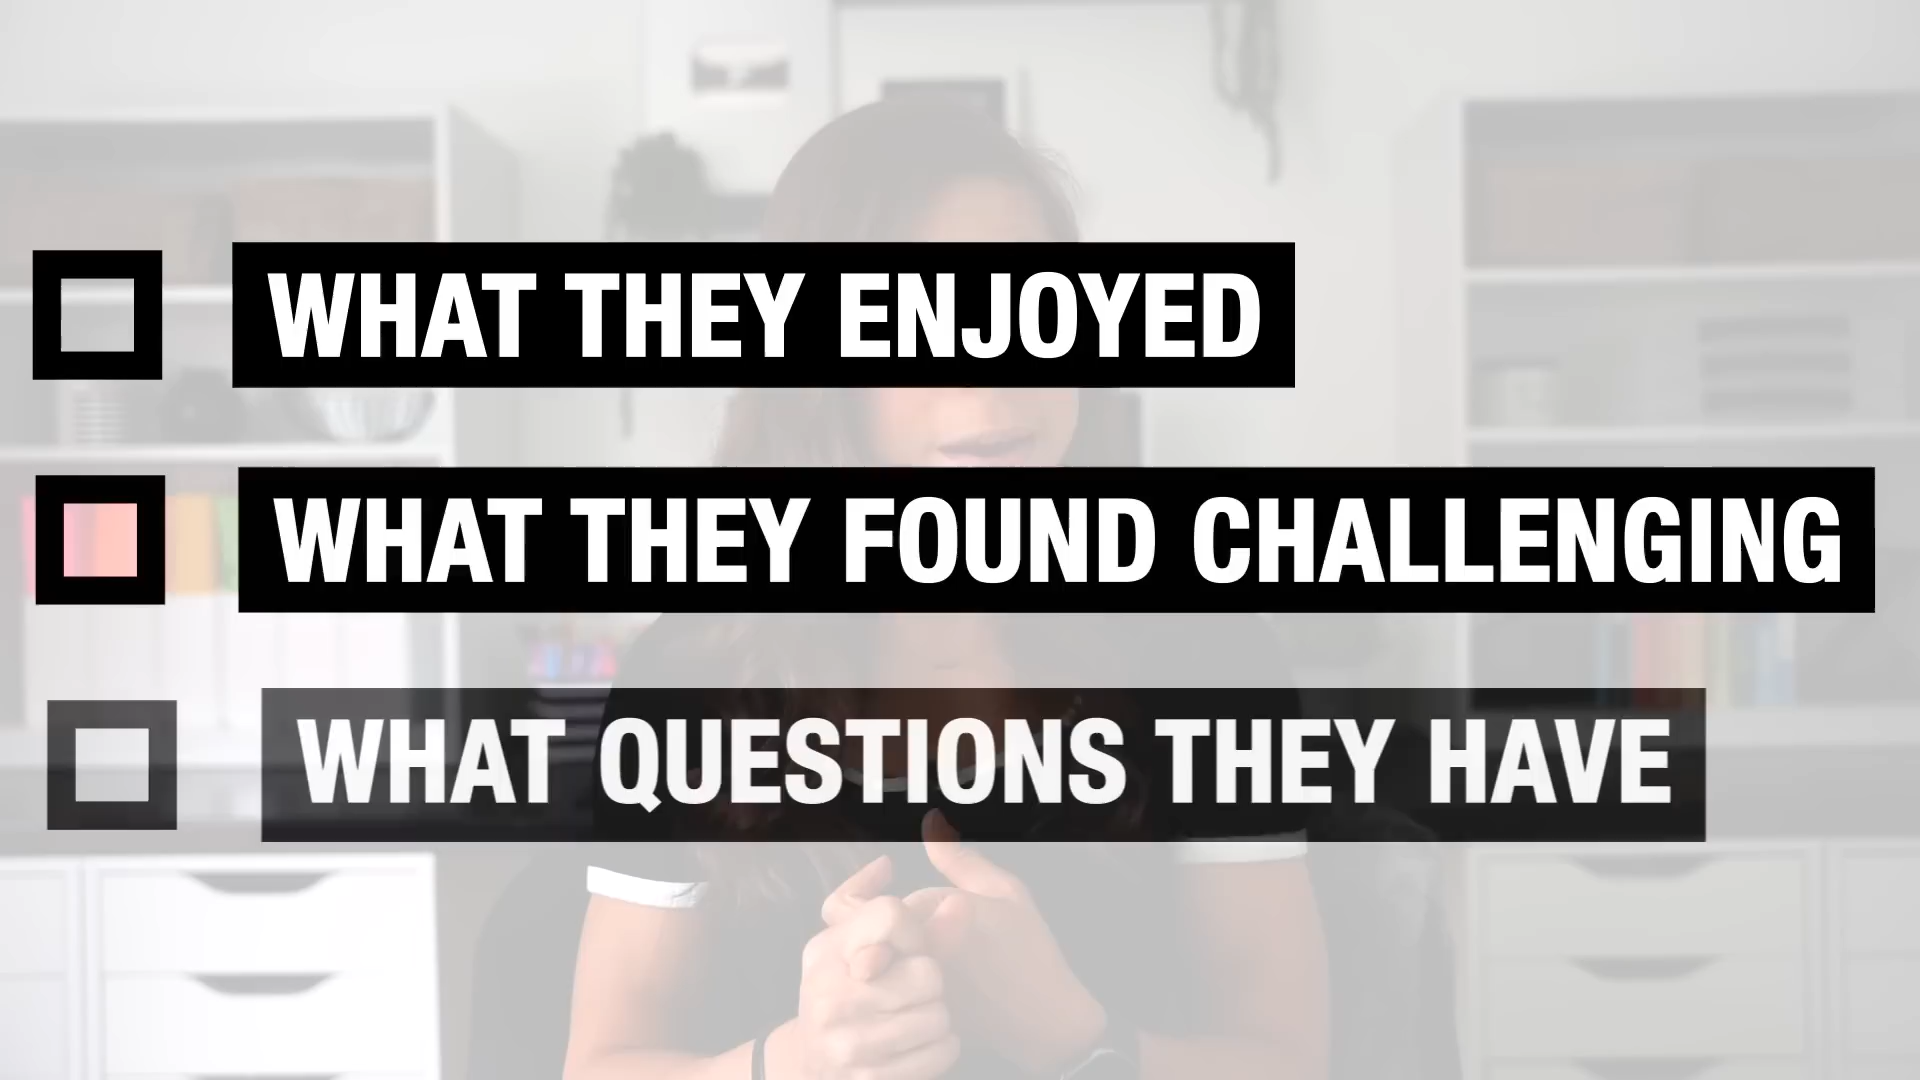 WHAT THEY ENJOYED
WHAT THEY FOUND CHALLENGING
WHAT QUESTIONS THEY HAVE